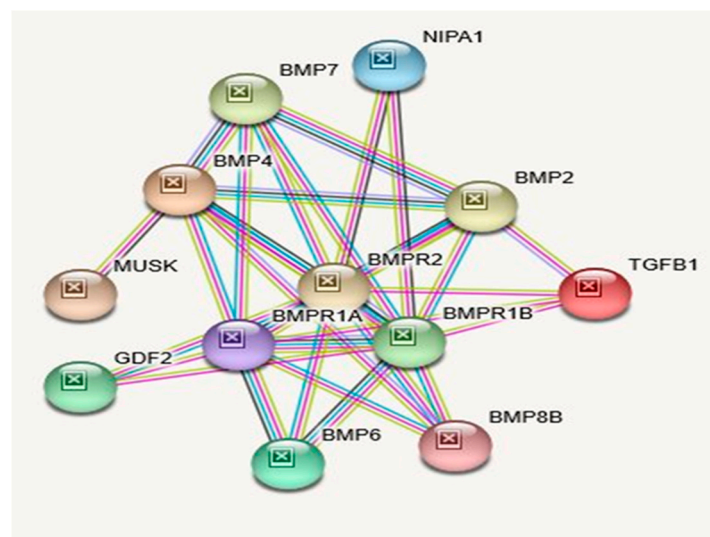 NIPA1
BMP7
BMP4
BMP2
BMPR2
MUSK
TGFB1
BMPR1A
BMPR1B
GDF2
BMP8B
BMP6